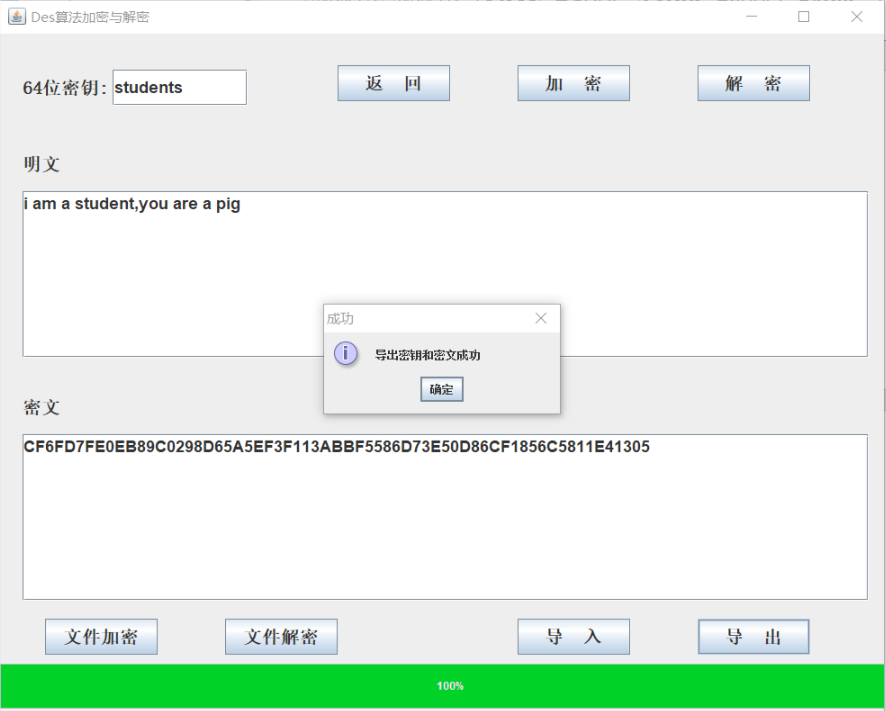 Des算法加密与解密
64位密钥: students 返 回 加 密 解 密
明文
i am a student,you are a pig
成功
导出密钥和密文成功
确定
密文
CF6FD7FE0EB89C0298D65A5EF3F113ABBF5586D73E50D86CF1856C5811E41305
文件加密 文件解密 导 入 导 出
100%